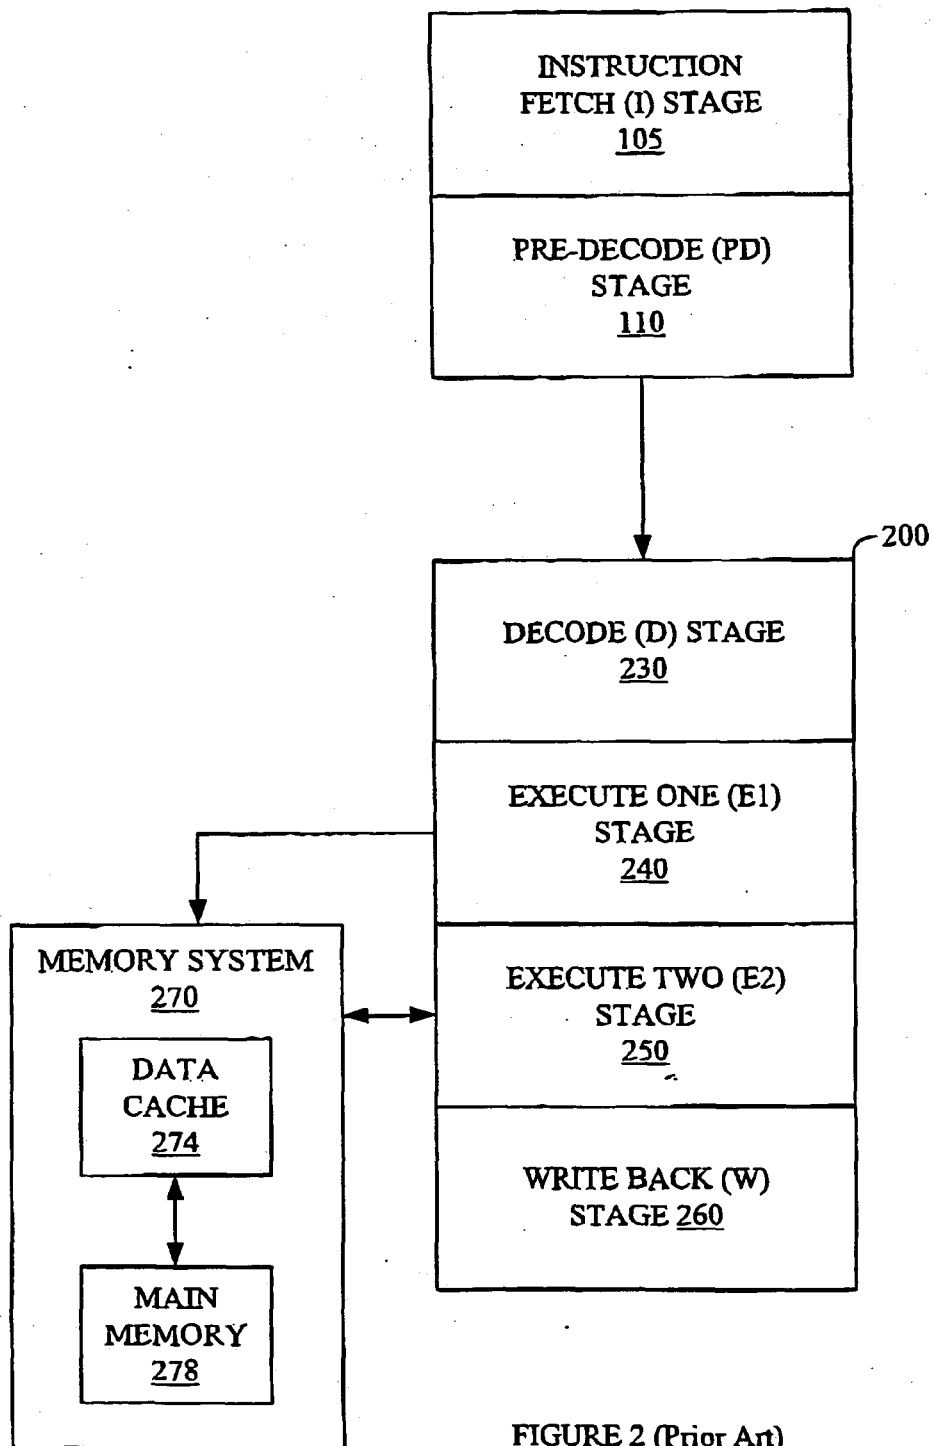 INSTRUCTION
FETCH (I) STAGE
105
PRE-DECODE (PD)
STAGE
110
200
DECODE (D) STAGE
230
EXECUTE ONE (E1)
STAGE
240
MEMORY SYSTEM
270
EXECUTE TWO (E2)
STAGE
250
DATA
CACHE
274
WRITE BACK (W)
STAGE 260
MAIN
MEMORY
278
FIGURE 2 (Prior Art)